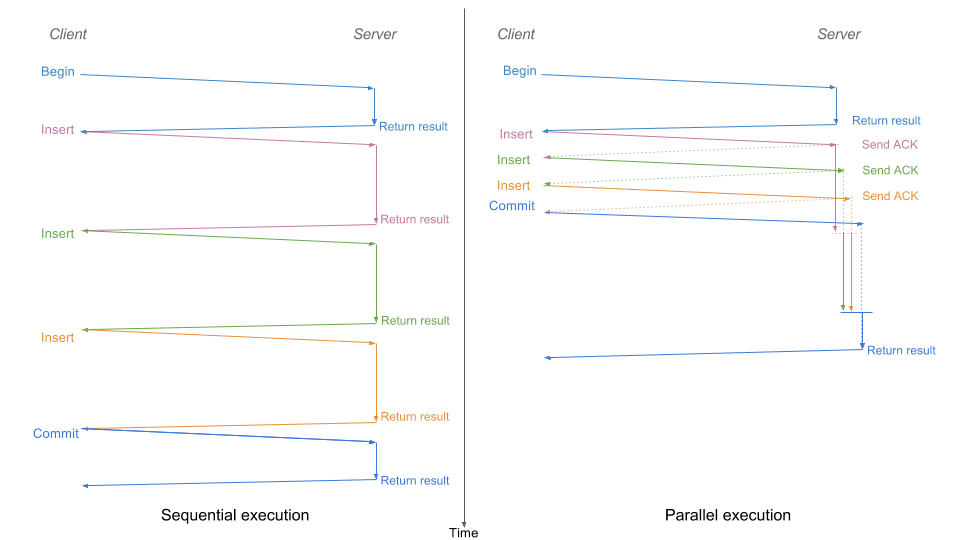 Client
Server
Begin
Return result
Insert
Return result
Insert
Return result
Insert
Return result
Commit
Return result
Sequential execution
Client
Server
Begin
Return result
Insert
Send ACK
Insert
Send ACK
Insert
Send ACK
Commit
Return result
Parallel execution
Time